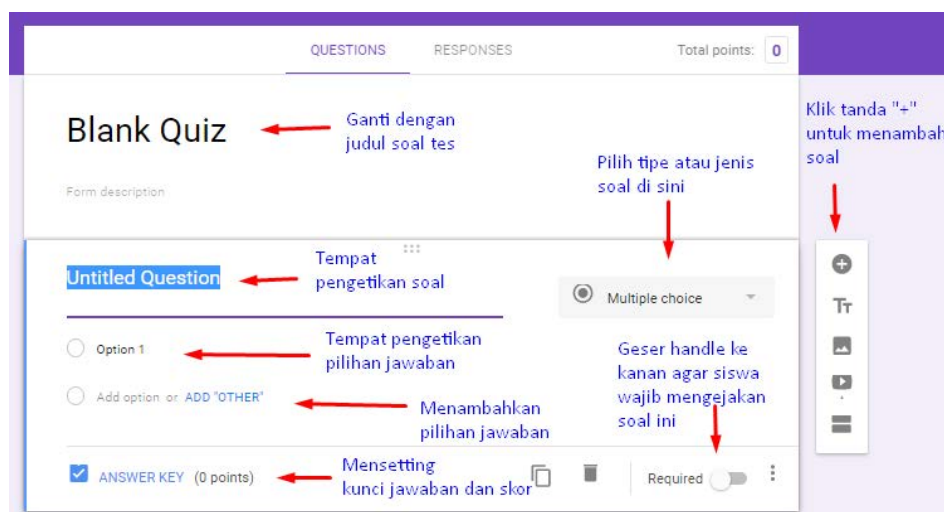 QUESTIONS RESPONSES Total points: 0
Blank Quiz
Ganti dengan
judul soal tes
Form description
Pilih tipe atau jenis
soal di sini
Klik tanda "+"
untuk menambah
soal
Untitled Question
Tempat
pengetikan soal
Multiple choice
Option 1
Tempat pengetikan
pilihan jawaban
Geser handle ke
kanan agar siswa
wajib mengejakan
soal ini
Add option or ADD "OTHER"
Menambahkan
pilihan jawaban
ANSWER KEY (0 points)
Mensetting
kunci jawaban dan skor
Required
Tт